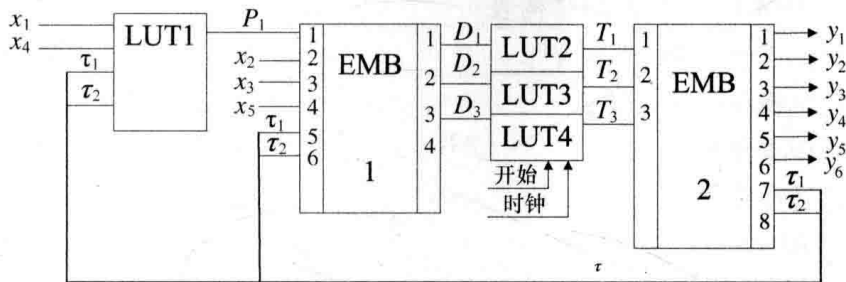 x₁
x₄
τ₁
τ₂
LUT1
P₁
x₂
x₃
x₅
τ₁
τ₂
1
2
3
4
5
6
EMB
1
1
2
3
4
D₁
D₂
D₃
LUT2
LUT3
LUT4
开始
时钟
T₁
T₂
T₃
1
2
3
EMB
2
1
2
3
4
5
6
7
8
y₁
y₂
y₃
y₄
y₅
y₆
τ₁
τ₂
τ